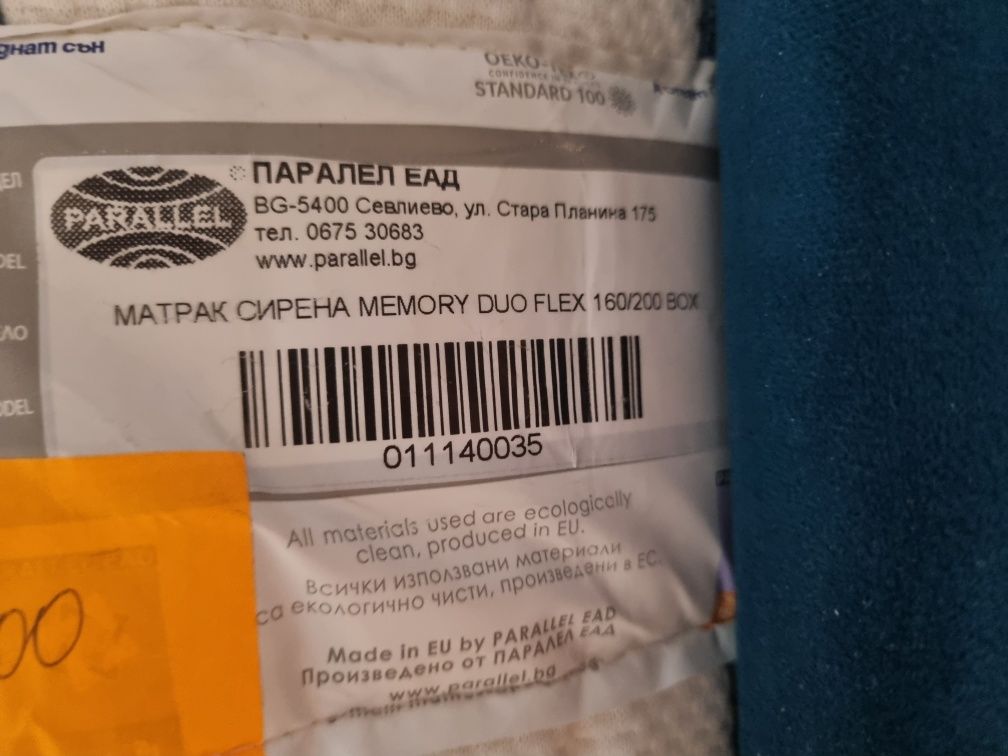 СЪН
OEKO-TEX
CONFIDENCE IN
STANDARD 100
PARALLEL
ПАРАЛЕЛ ЕАД
BG-5400 Севлиево, ул. Стара Планина 175
тел. 0675 30683
www.parallel.bg
МАТРАК СИРЕНА MEMORY DUO FLEX 160/200 BOX
011140035
All materials used are ecologically
clean, produced in EU.
Всички използвани материали
са екологично чисти, произведени в ЕС.
Made in EU by PARALLEL EAD
Произведено от ПАРАЛЕЛ ЕАД
www.parallel.bg
00